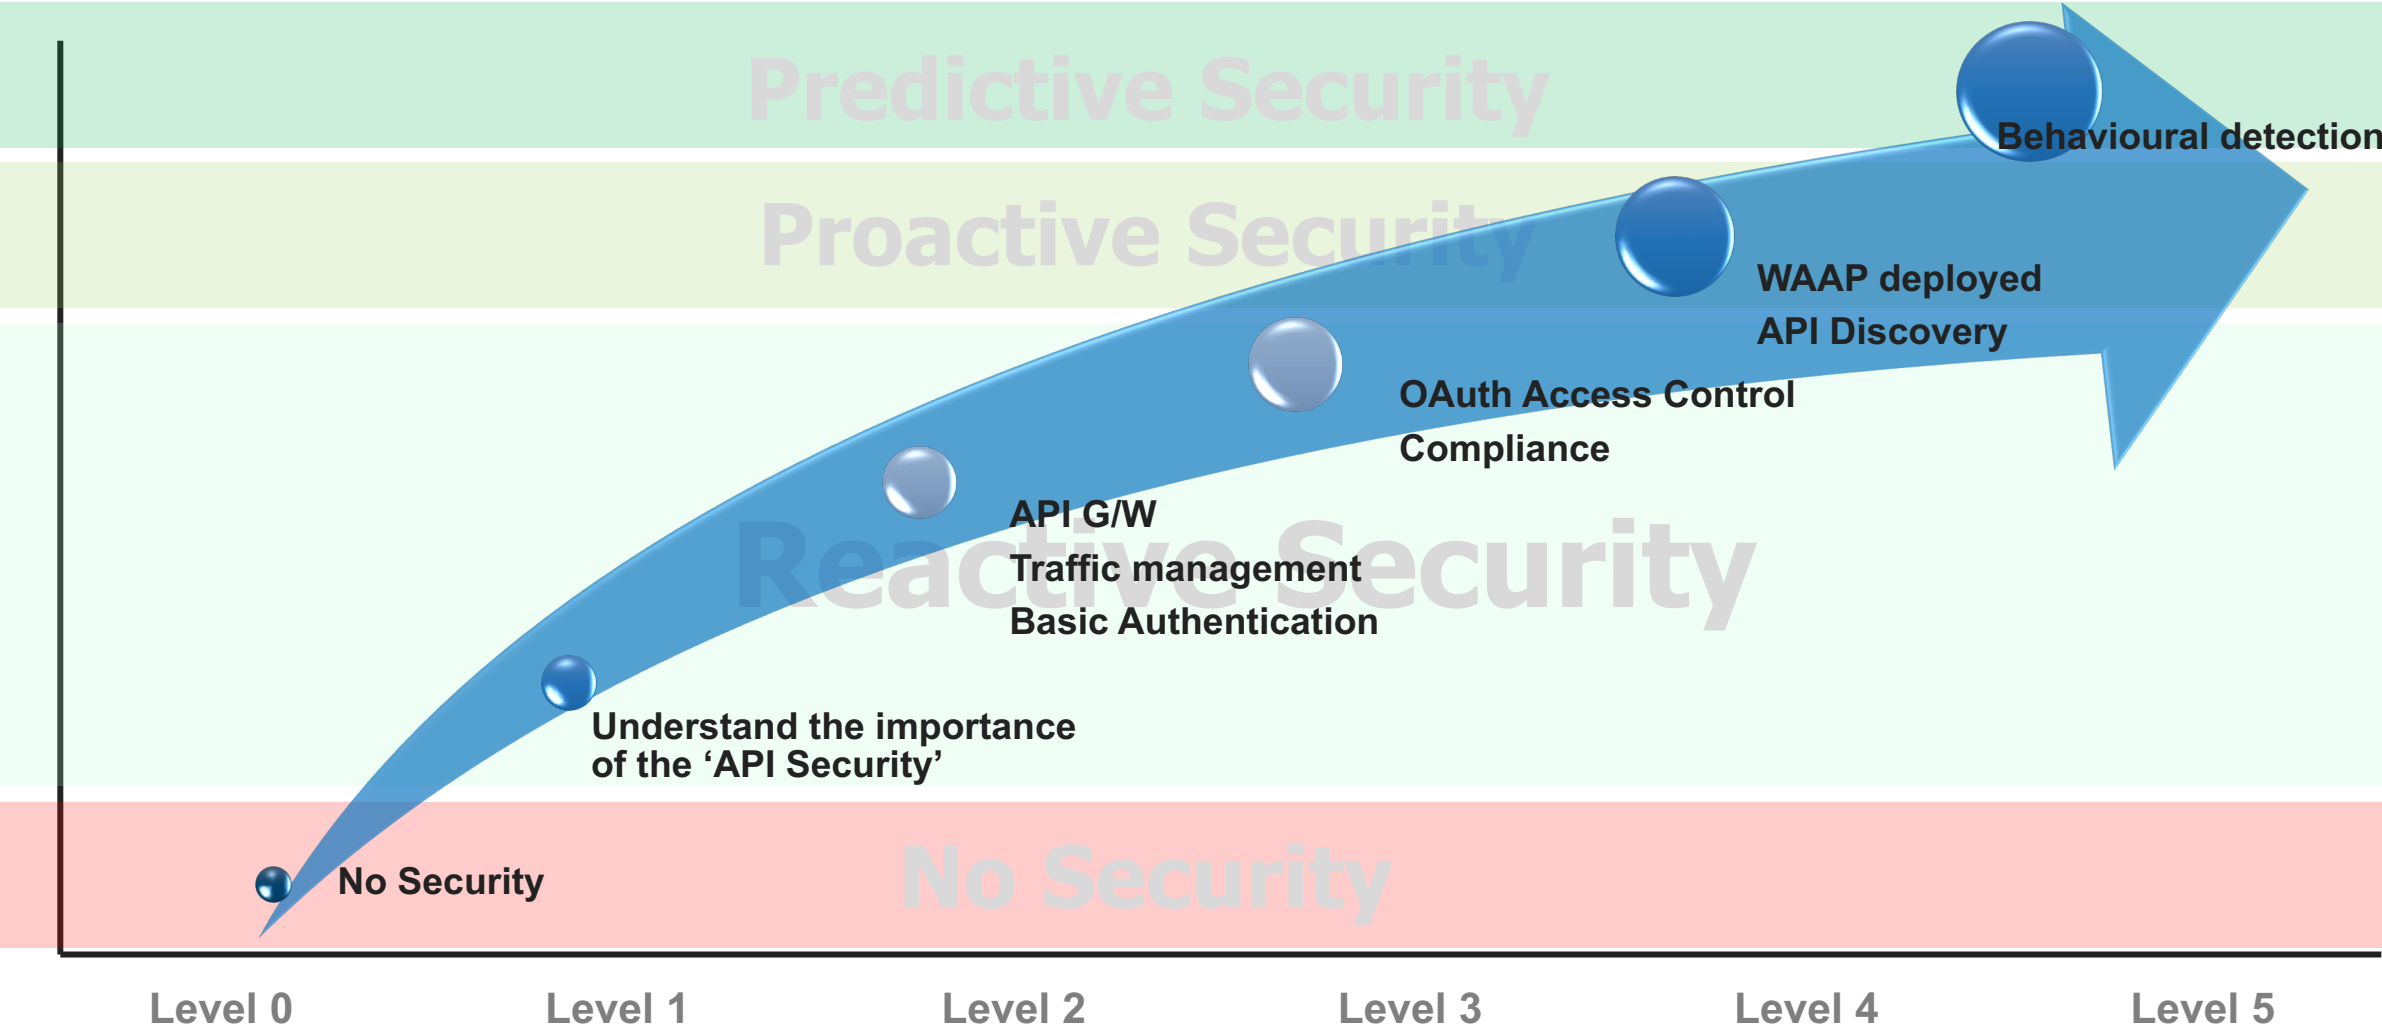 Predictive Security
Behavioural detection
Proactive Security
WAAP deployed
API Discovery
OAuth Access Control
Compliance
API G/W
Reactive Security
Traffic management
Basic Authentication
Understand the importance
of the ‘API Security’
No Security
No Security
Level 0
Level 1
Level 2
Level 3
Level 4
Level 5